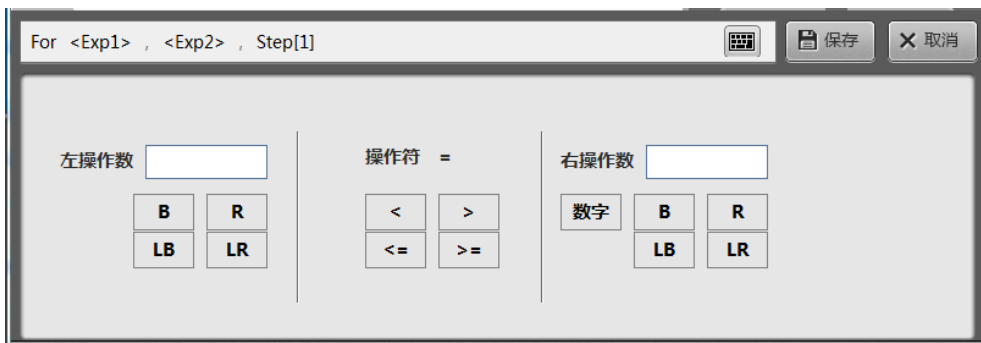 For <Exp1> , <Exp2> , Step[1] 保存 取消
左操作数 操作符 = 右操作数
B R < > 数字 B R
LB LR <= >= LB LR